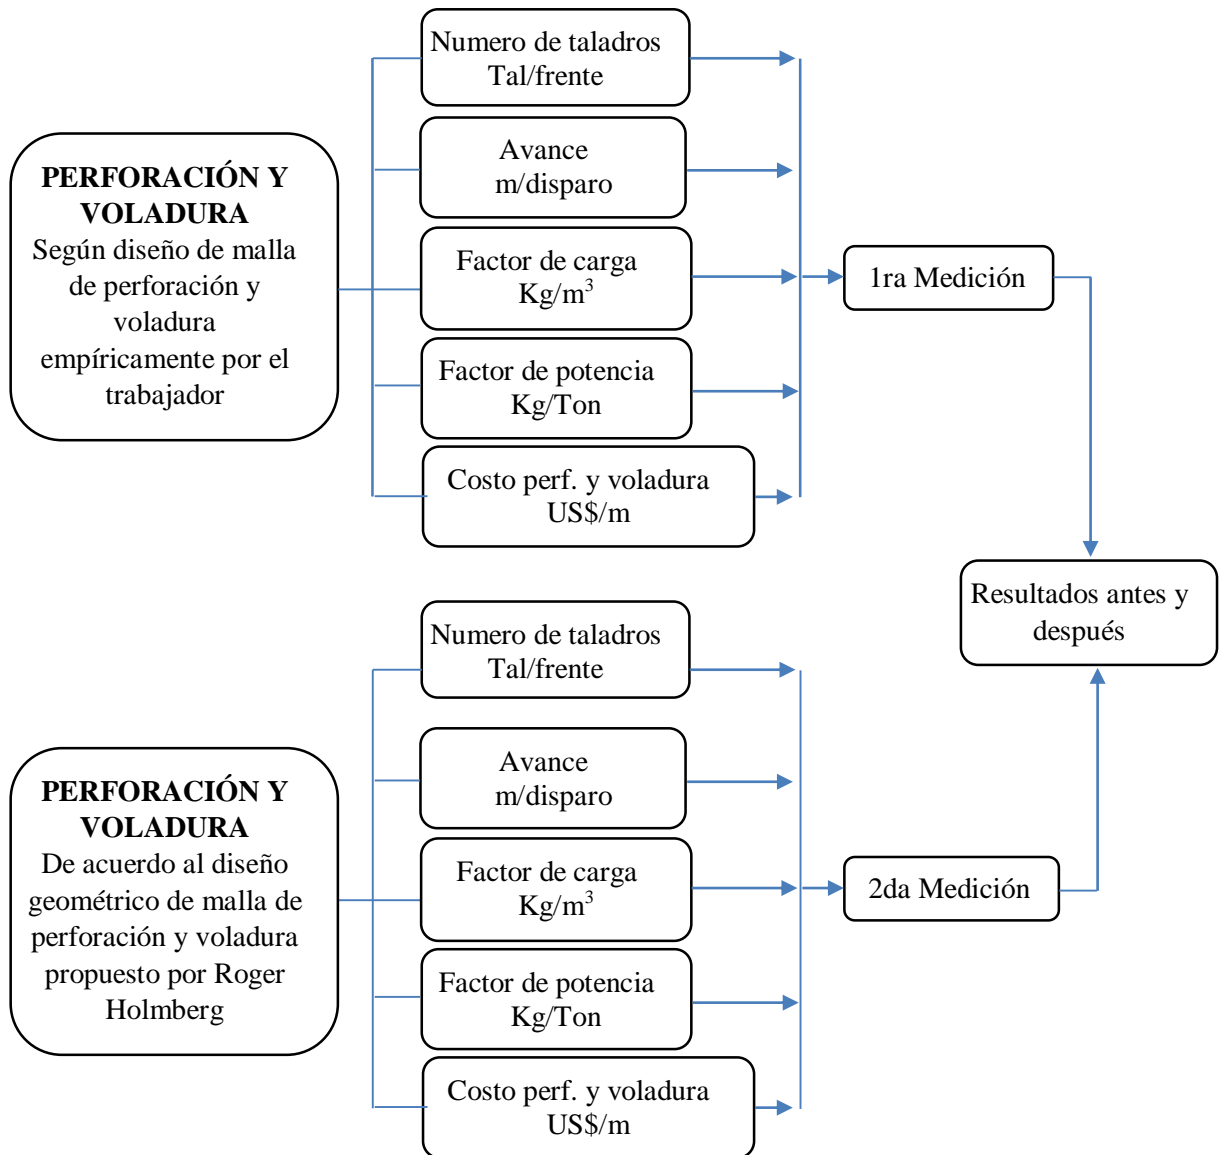 PERFORACIÓN Y
VOLADURA
Según diseño de malla
de perforación y
voladura
empíricamente por el
trabajador
Numero de taladros
Tal/frente
Avance
m/disparo
Factor de carga
Kg/m³
Factor de potencia
Kg/Ton
Costo perf. y voladura
US$/m
1ra Medición
Resultados antes y
después
PERFORACIÓN Y
VOLADURA
De acuerdo al diseño
geométrico de malla de
perforación y voladura
propuesto por Roger
Holmberg
Numero de taladros
Tal/frente
Avance
m/disparo
Factor de carga
Kg/m³
Factor de potencia
Kg/Ton
Costo perf. y voladura
US$/m
2da Medición